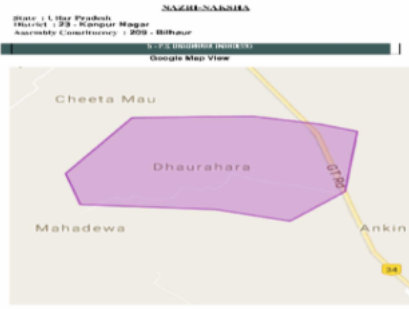 NAZRI-NAKSHA
State : Uttar Pradesh
District : 23 - Kanpur Nagar
Assembly Constituency : 209 - Bilhaur
Google Map View
Cheeta Mau
Dhaurahara
GT Rd
Mahadewa
Ankin
34